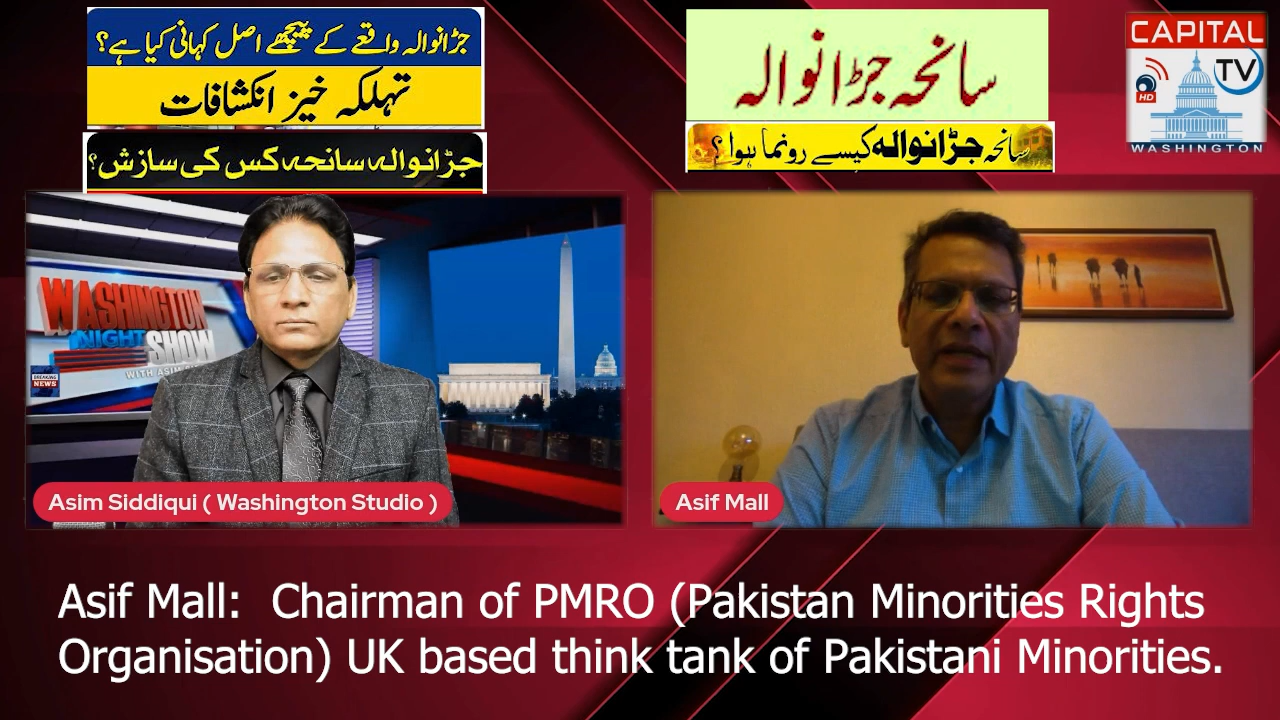 جڑانوالہ واقعے کے پیچھے اصل کہانی کیا ہے؟
تہلکہ خیز انکشافات
جڑانوالہ سانحہ کس کی سازش؟
سانحہ جڑانوالہ
سانحہ جڑانوالہ کیسے رونما ہوا؟
CAPITAL
TV
HD
WASHINGTON
WASHINGTON
NIGHT
SHOW
WITH ASIM
BREAKING
NEWS
Asim Siddiqui ( Washington Studio )
Asif Mall
Asif Mall: Chairman of PMRO (Pakistan Minorities Rights
Organisation) UK based think tank of Pakistani Minorities.